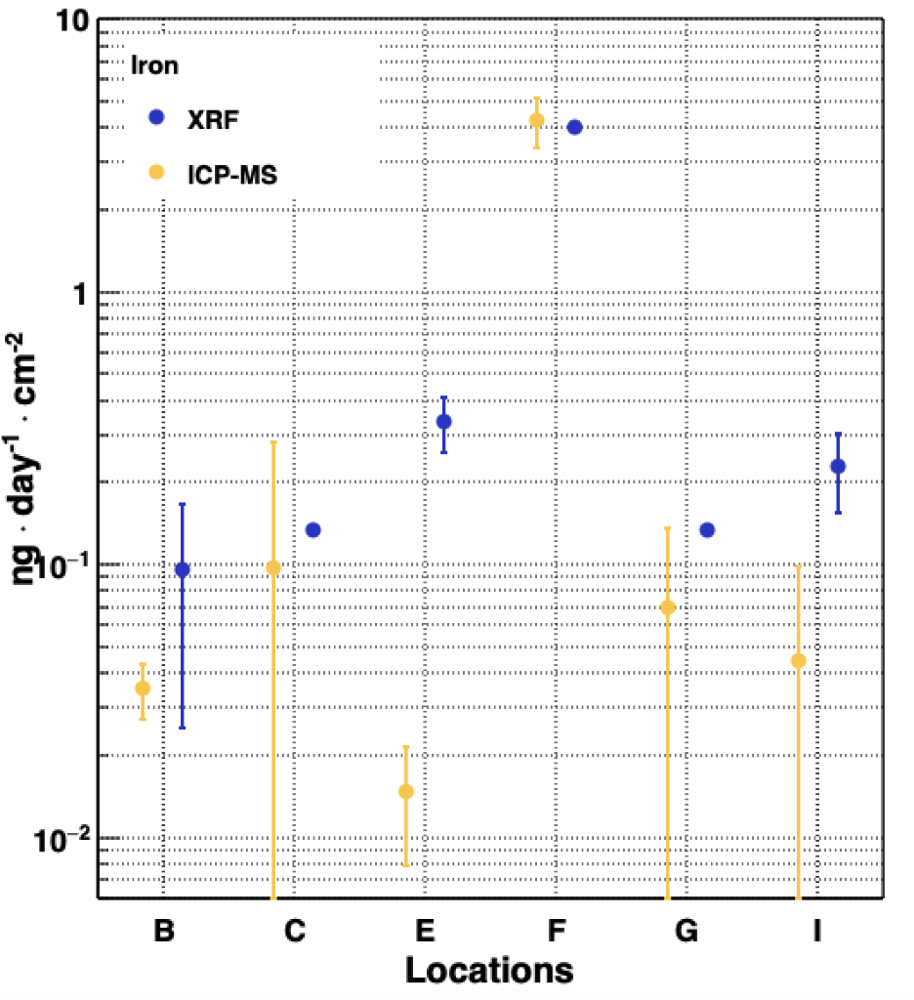 10
Iron
XRF
ICP-MS
1
10⁻¹
10⁻²
ng · day⁻¹ · cm⁻²
B C E F G I
Locations